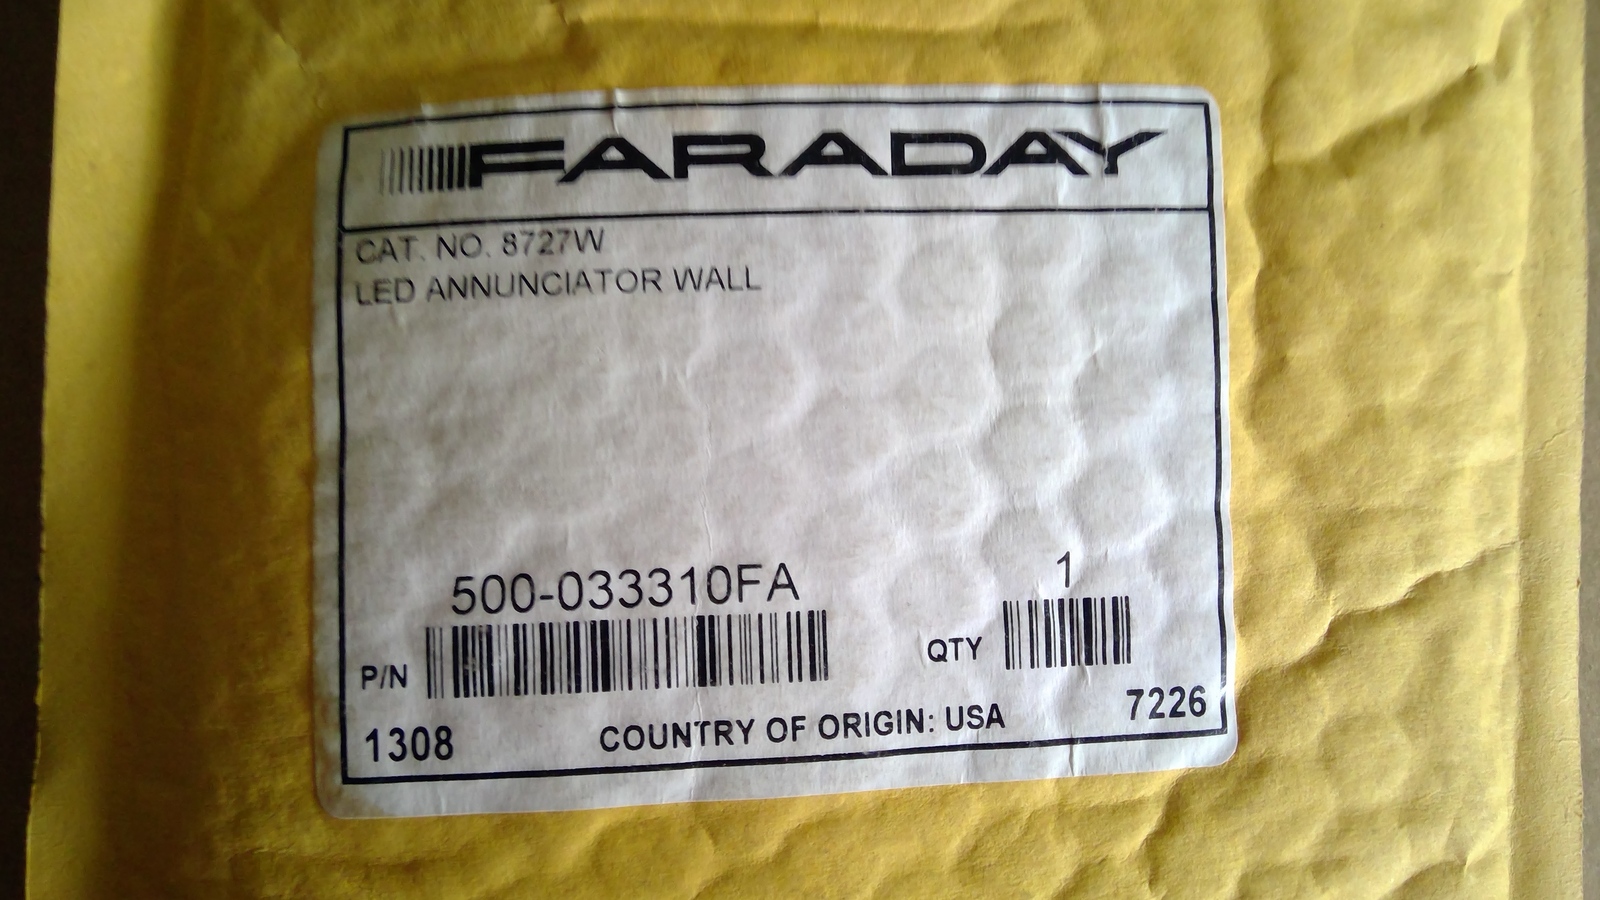 FARADAY
CAT. NO. 8727W
LED ANNUNCIATOR WALL
500-033310FA
1
P/N
QTY
1308
COUNTRY OF ORIGIN: USA
7226